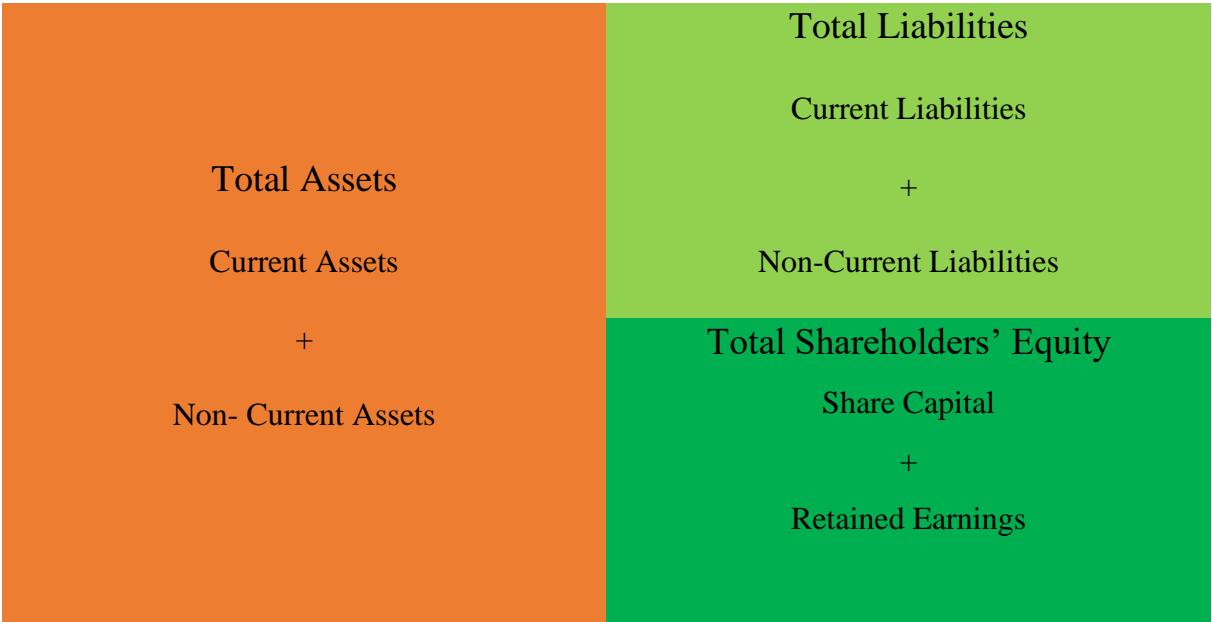 Total Assets
Current Assets
+
Non- Current Assets
Total Liabilities
Current Liabilities
+
Non-Current Liabilities
Total Shareholders’ Equity
Share Capital
+
Retained Earnings